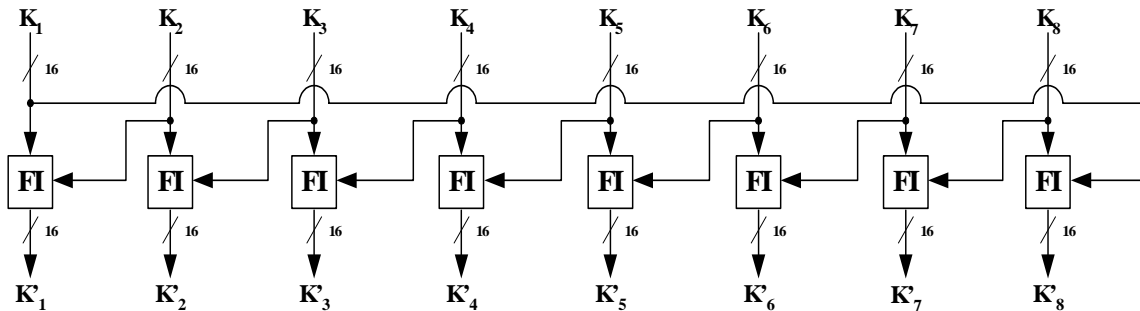 K1 K2 K3 K4 K5 K6 K7 K8
16 16 16 16 16 16 16 16
FI FI FI FI FI FI FI FI
16 16 16 16 16 16 16 16
K'1 K'2 K'3 K'4 K'5 K'6 K'7 K'8